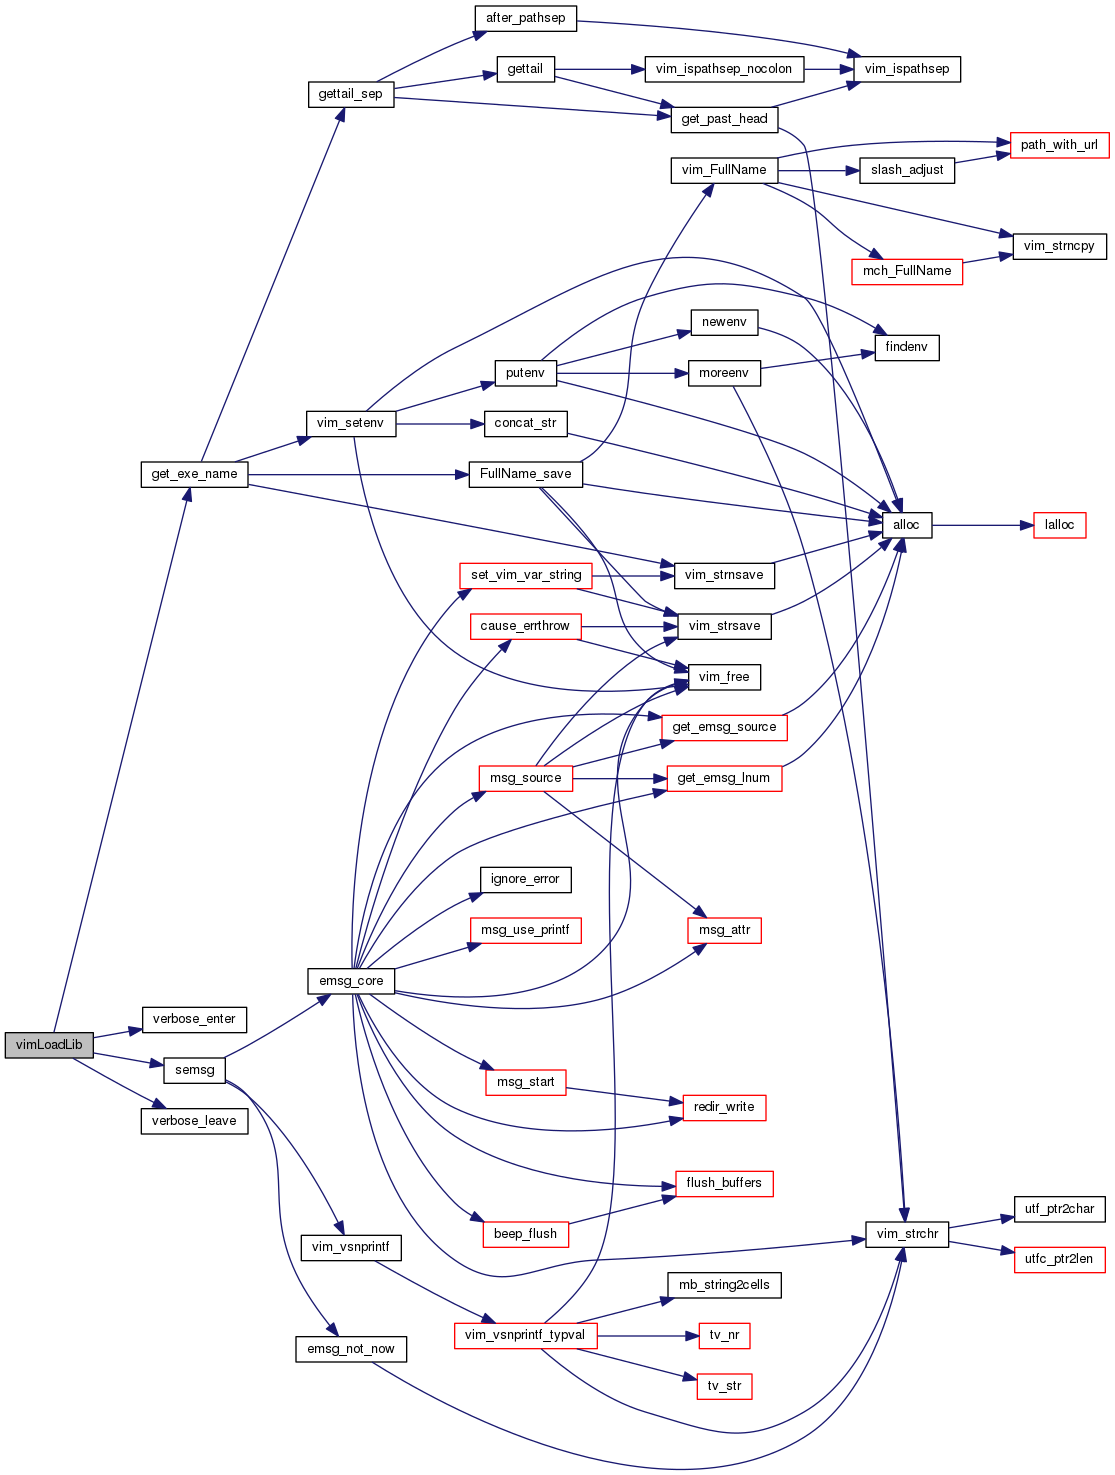 after_pathsep
gettail
vim_ispathsep_nocolon
vim_ispathsep
gettail_sep
get_past_head
path_with_url
vim_FullName
slash_adjust
vim_strncpy
mch_FullName
newenv
findenv
putenv
moreenv
vim_setenv
concat_str
get_exe_name
FullName_save
alloc
lalloc
set_vim_var_string
vim_strnsave
cause_errthrow
vim_strsave
vim_free
get_emsg_source
msg_source
get_emsg_lnum
ignore_error
msg_use_printf
msg_attr
emsg_core
verbose_enter
vimLoadLib
semsg
msg_start
verbose_leave
redir_write
flush_buffers
utf_ptr2char
beep_flush
vim_strchr
vim_vsnprintf
utfc_ptr2len
mb_string2cells
vim_vsnprintf_typval
tv_nr
emsg_not_now
tv_str